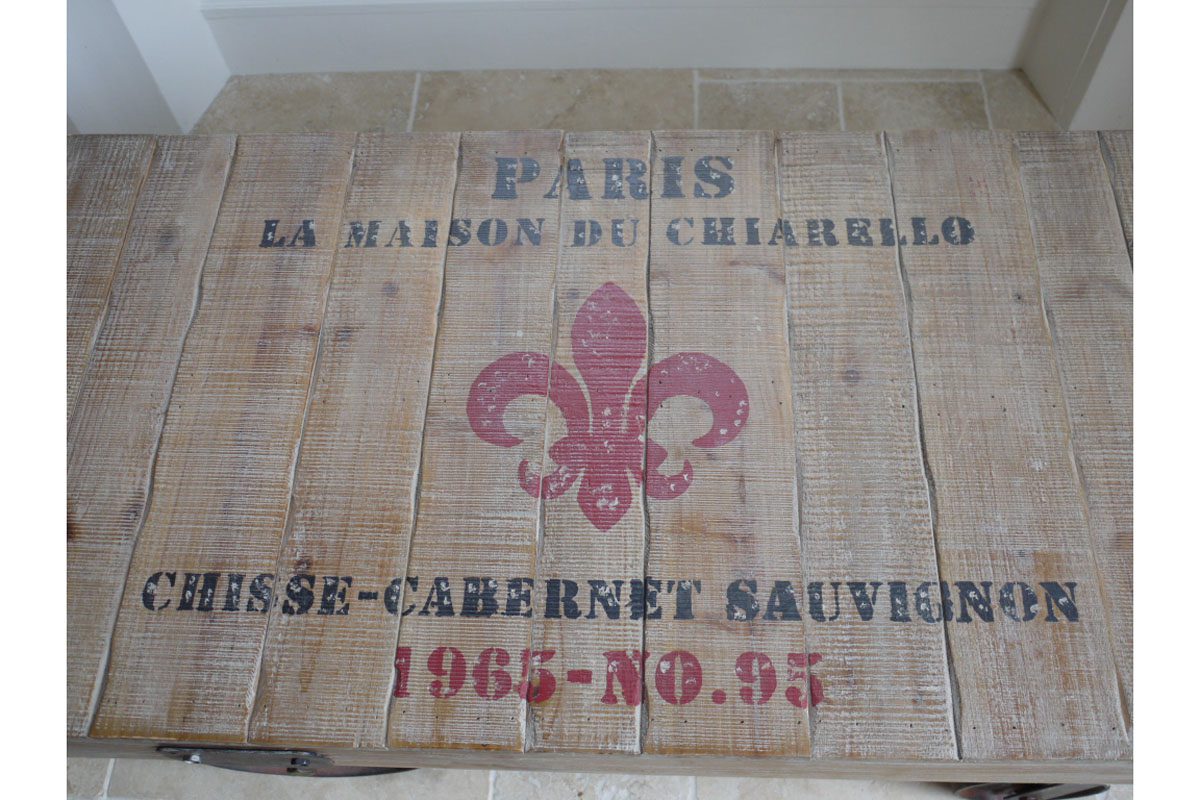 PARIS
LA MAISON DU CHIARELLO
CHISSE-CABERNET SAUVIGNON
1965-NO.95